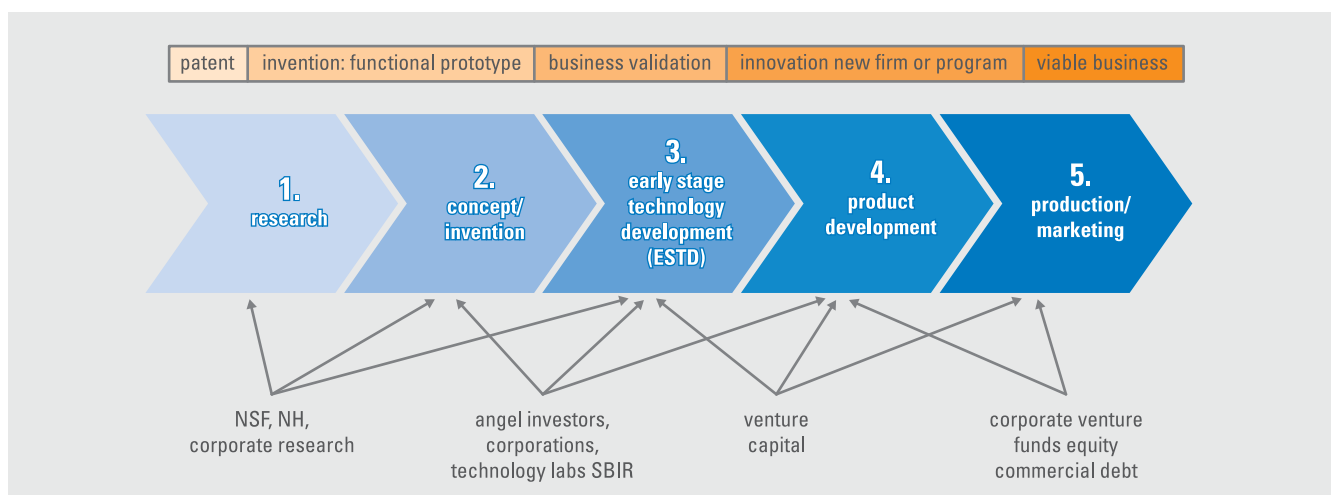 patent
invention: functional prototype
business validation
innovation new firm or program
viable business
1.
research
2.
concept/
invention
3.
early stage
technology
development
(ESTD)
4.
product
development
5.
production/
marketing
NSF, NH,
corporate research
angel investors,
corporations,
technology labs SBIR
venture
capital
corporate venture
funds equity
commercial debt